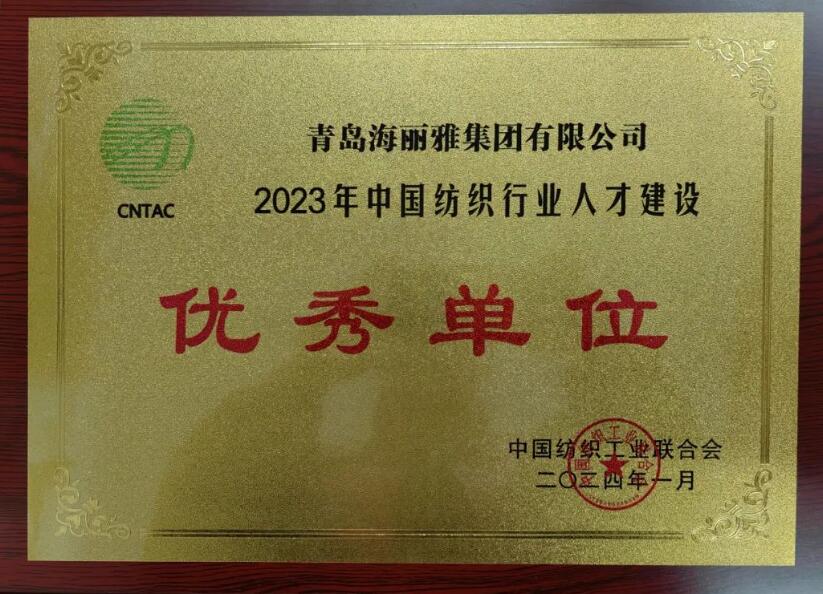 青岛海丽雅集团有限公司
CNTAC
2023年中国纺织行业人才建设
优秀单位
中国纺织工业联合会
二〇二四年一月